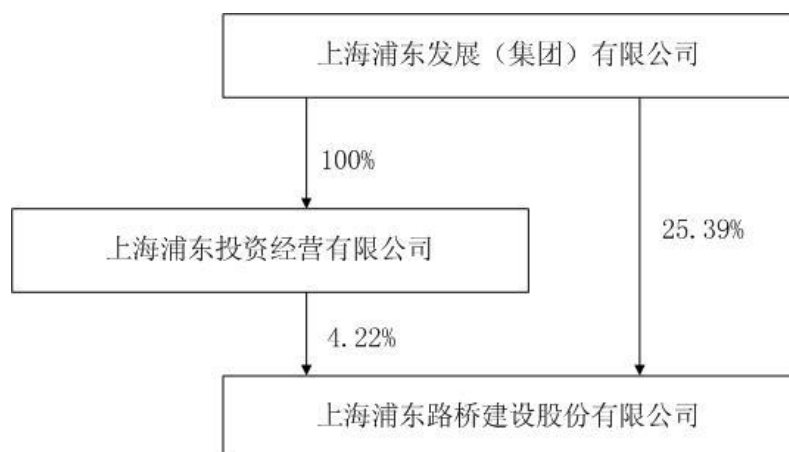 上海浦东发展（集团）有限公司
100%
上海浦东投资经营有限公司
25.39%
4.22%
上海浦东路桥建设股份有限公司